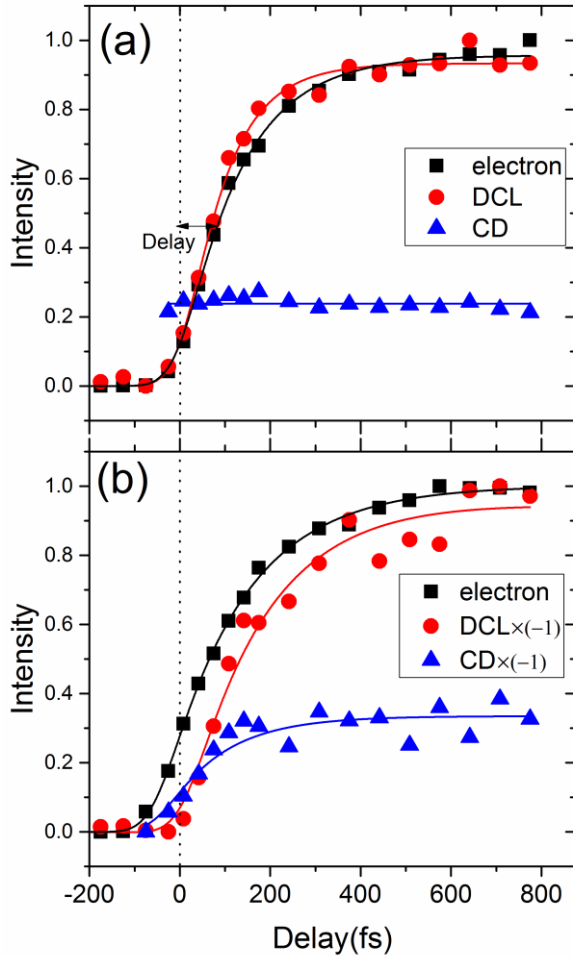 (a)
1.0
0.8
0.6
0.4
0.2
0.0
Intensity
Delay
electron
DCL
CD
(b)
1.0
0.8
0.6
0.4
0.2
0.0
Intensity
electron
DCL×(−1)
CD×(−1)
-200 0 200 400 600 800
Delay(fs)